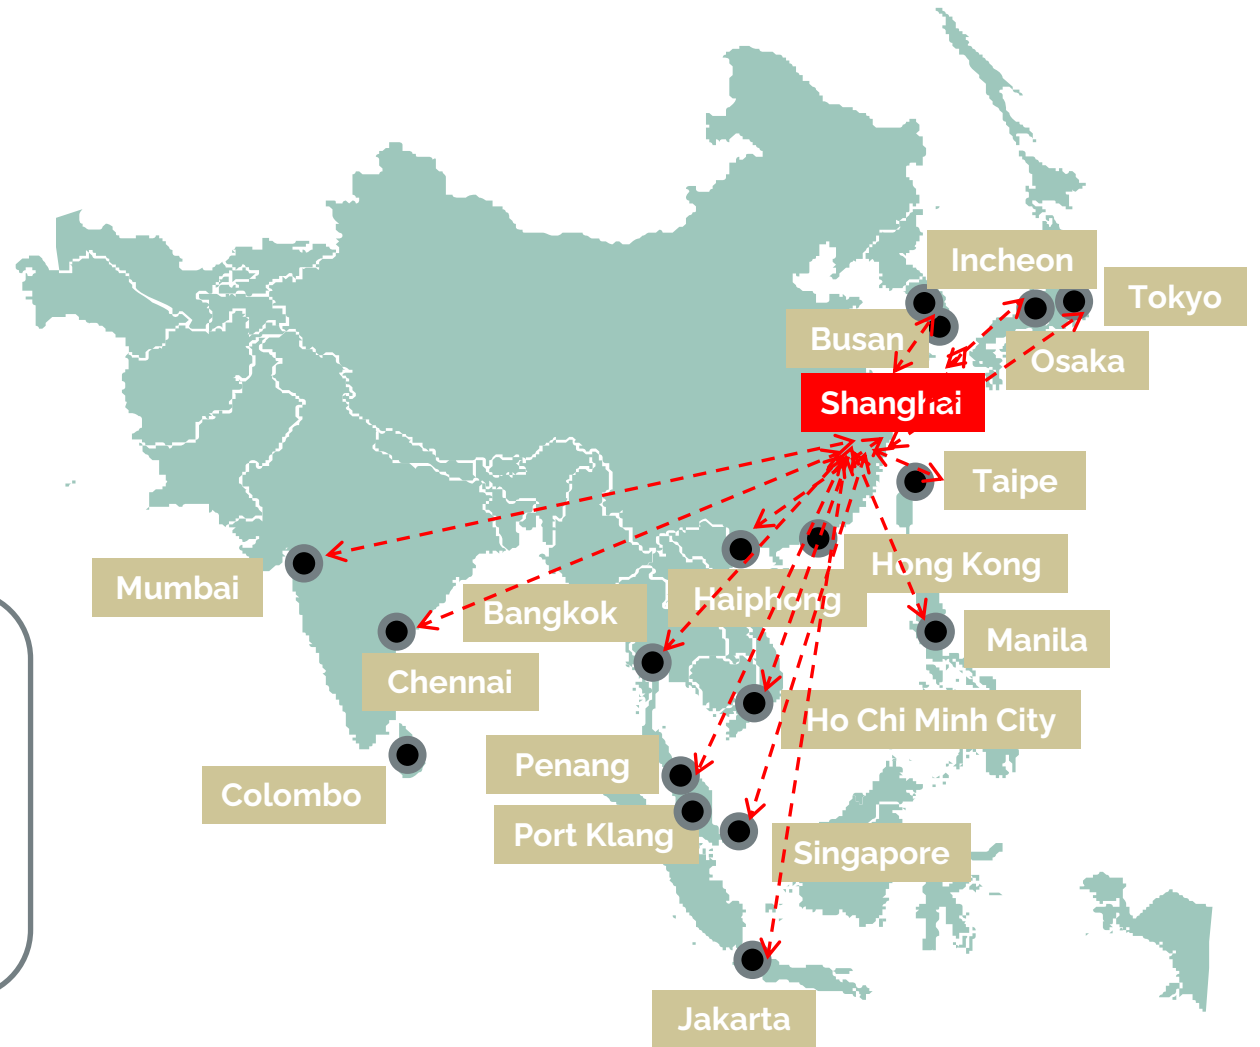 Incheon
Tokyo
Busan
Osaka
Shanghai
Taipe
Hong Kong
Mumbai
Haiphong
Bangkok
Manila
Chennai
Ho Chi Minh City
Penang
Colombo
Port Klang
Singapore
Jakarta